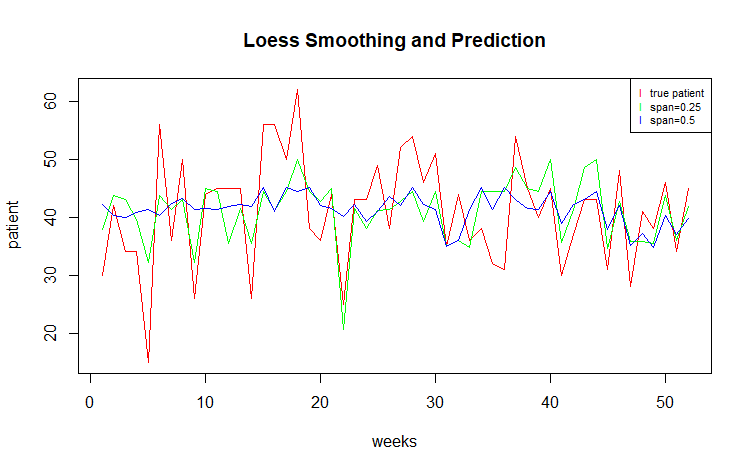 Loess Smoothing and Prediction
true patient
span=0.25
span=0.5
patient
60
50
40
30
20
0 10 20 30 40 50
weeks